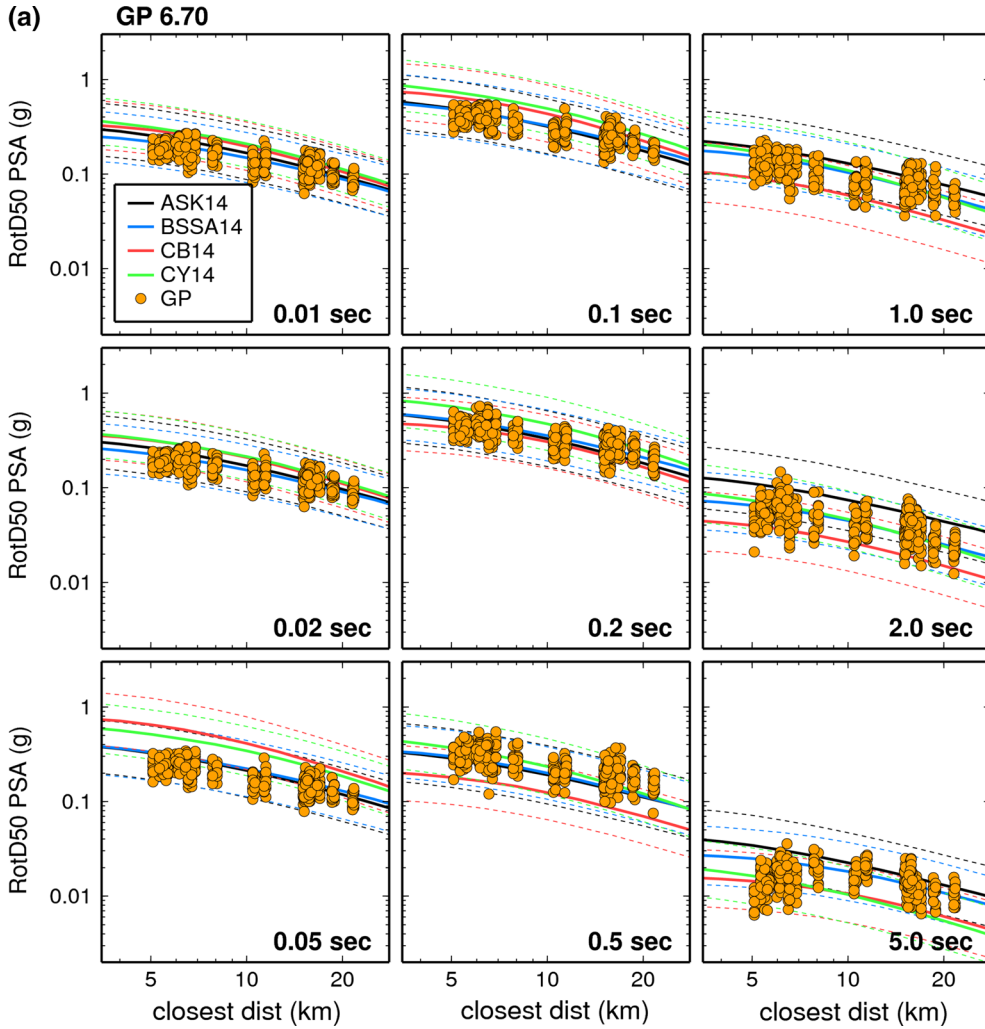 (a)
GP 6.70
RotD50 PSA (g)
1
0.1
0.01
ASK14
BSSA14
CB14
CY14
GP
0.01 sec
0.1 sec
1.0 sec
RotD50 PSA (g)
1
0.1
0.01
0.02 sec
0.2 sec
2.0 sec
RotD50 PSA (g)
1
0.1
0.01
0.05 sec
0.5 sec
5.0 sec
5 10 20
5 10 20
5 10 20
closest dist (km)
closest dist (km)
closest dist (km)